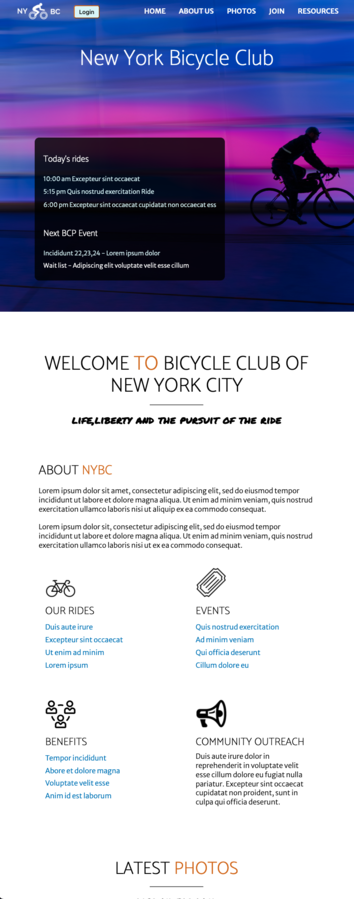 NY BC Login HOME ABOUT US PHOTOS JOIN RESOURCES
New York Bicycle Club
Today's rides
10:00 am Excepteur sint occaecat
5:15 pm Quis nostrud exercitation Ride
6:00 pm Excepteur sint occaecat cupidatat non occaecat ess
Next BCP Event
Incididunt 22,23,24 - Lorem ipsum dolor
Wait list - Adipiscing elit voluptate velit esse cillum
WELCOME TO BICYCLE CLUB OF
NEW YORK CITY
LIFE,LIBERTY AND THE PURSUIT OF THE RIDE
ABOUT NYBC
Lorem ipsum dolor sit amet, consectetur adipiscing elit, sed do eiusmod tempor
incididunt ut labore et dolore magna aliqua. Ut enim ad minim veniam, quis nostrud
exercitation ullamco laboris nisi ut aliquip ex ea commodo consequat.
Lorem ipsum dolor sit, consectetur adipiscing elit, sed do eiusmod tempor
incididunt ut labore et dolore magna aliqua. Ut enim ad minim veniam, quis nostrud
exercitation ullamco laboris nisi ut ex ea commodo consequat.
OUR RIDES
Duis aute irure
Excepteur sint occaecat
Ut enim ad minim
Lorem ipsum
EVENTS
Quis nostrud exercitation
Ad minim veniam
Qui officia deserunt
Cillum dolore eu
BENEFITS
Tempor incididunt
Abore et dolore magna
Voluptate velit esse
Anim id est laborum
COMMUNITY OUTREACH
Duis aute irure dolor in
reprehenderit in voluptate velit
esse cillum dolore eu fugiat nulla
pariatur. Excepteur sint occaecat
cupidatat non proident, sunt in
culpa qui officia deserunt.
LATEST PHOTOS